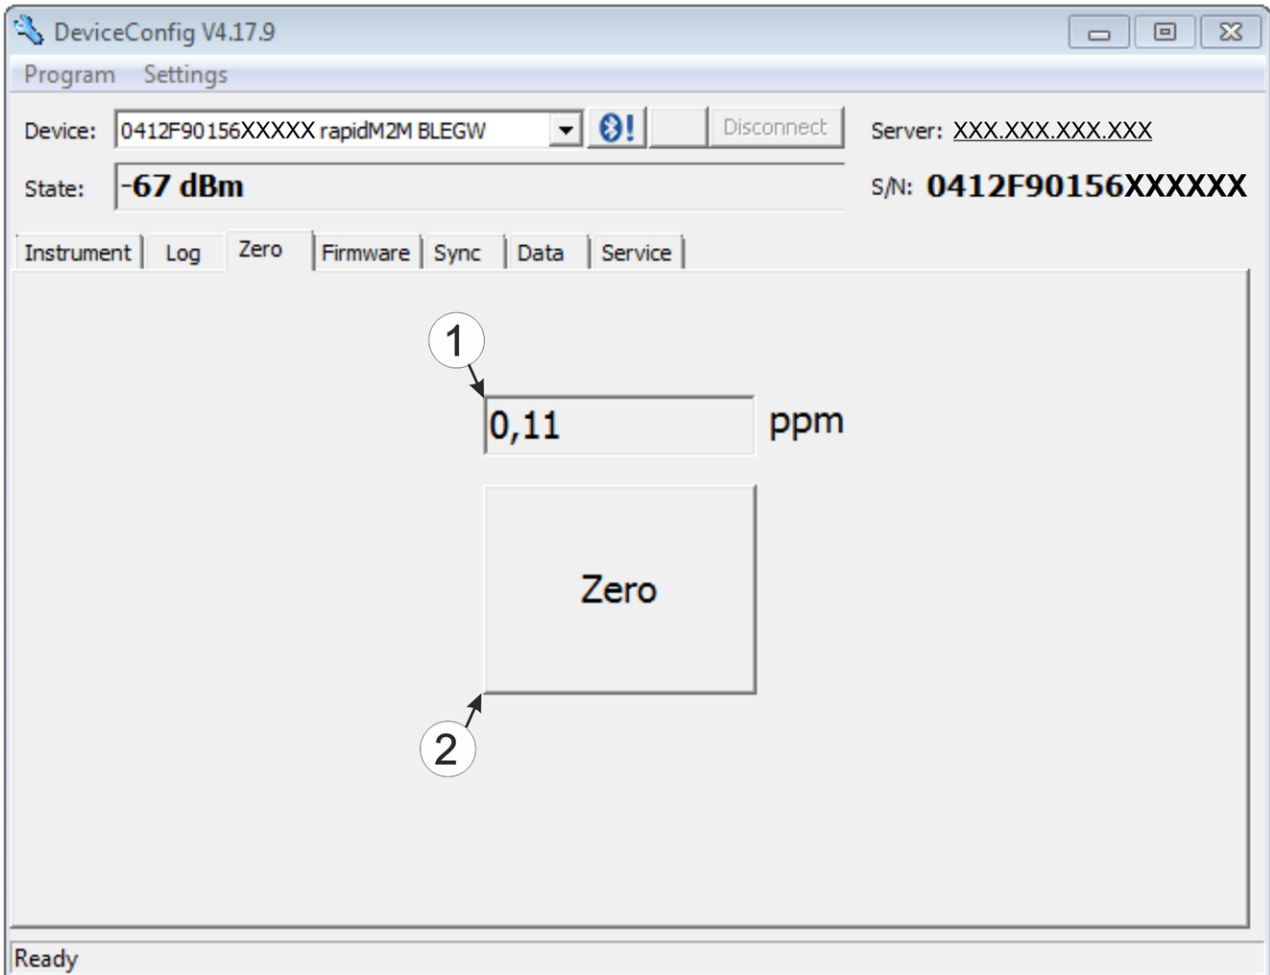 DeviceConfig V4.17.9
Program Settings
Device: 0412F90156XXXXX rapidM2M BLEGW ! Disconnect Server: XXX.XXX.XXX.XXX
State: -67 dBm S/N: 0412F90156XXXXXX
Instrument Log Zero Firmware Sync Data Service
1
0,11 ppm
Zero
2
Ready